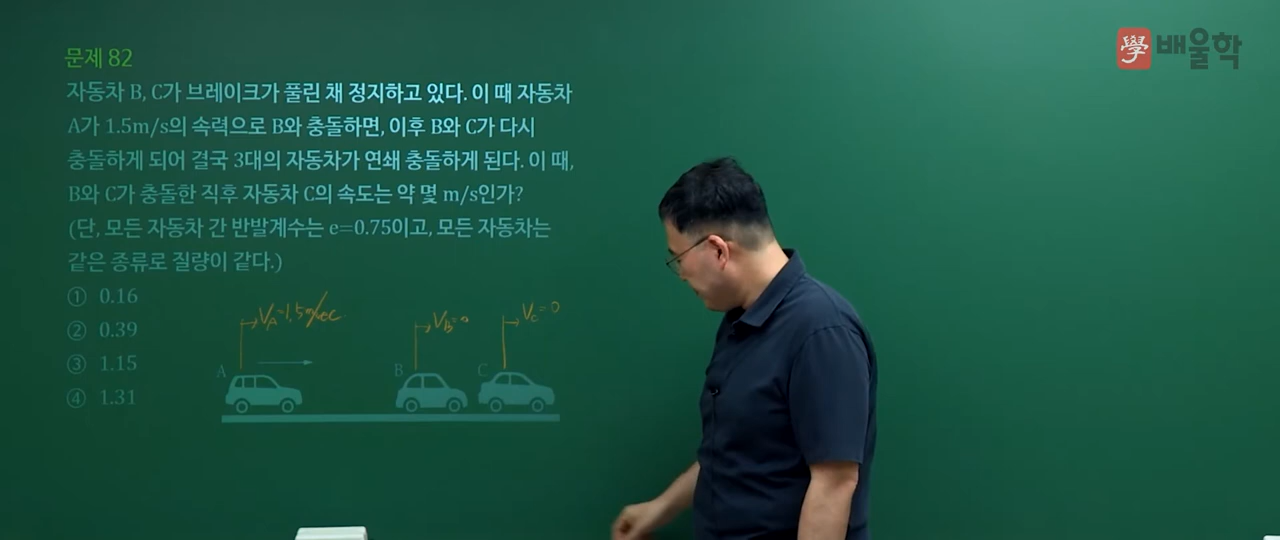 學 배울학
문제 82
자동차 B, C가 브레이크가 풀린 채 정지하고 있다. 이 때 자동차
A가 1.5m/s의 속력으로 B와 충돌하면, 이후 B와 C가 다시
충돌하게 되어 결국 3대의 자동차가 연쇄 충돌하게 된다. 이 때,
B와 C가 충돌한 직후 자동차 C의 속도는 약 몇 m/s인가?
(단, 모든 자동차 간 반발계수는 e=0.75이고, 모든 자동차는
같은 종류로 질량이 같다.)
① 0.16
② 0.39
③ 1.15
④ 1.31
V_A=1.5m/sec
V_B=0
V_C=0
A
B
C